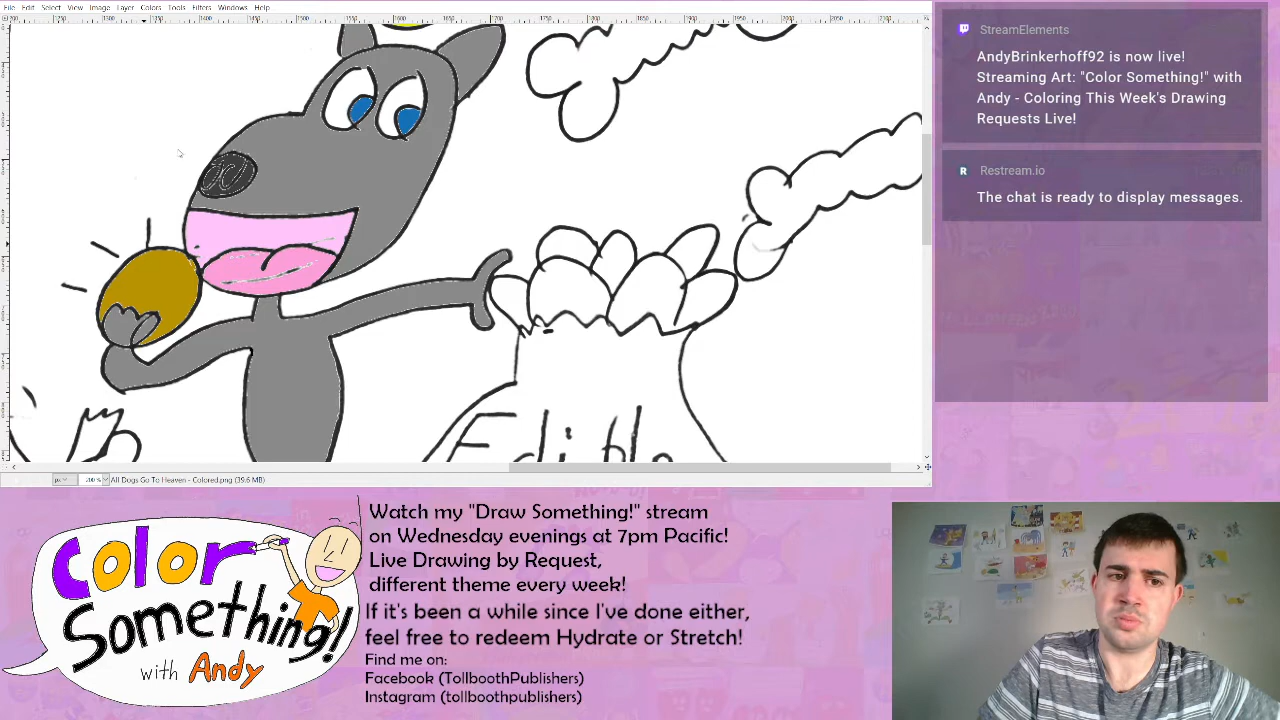 File Edit Select View Image Layer Colors Tools Filters Windows Help
Edible
px 200 % All Dogs Go To Heaven - Colored.png (39.6 MB)
StreamElements
AndyBrinkerhoff92 is now live!
Streaming Art: "Color Something!" with
Andy - Coloring This Week's Drawing
Requests Live!
Restream.io
The chat is ready to display messages.
Color
Something!
with Andy
Watch my "Draw Something!" stream
on Wednesday evenings at 7pm Pacific!
Live Drawing by Request,
different theme every week!
If it's been a while since I've done either,
feel free to redeem Hydrate or Stretch!
Find me on:
Facebook (TollboothPublishers)
Instagram (tollboothpublishers)